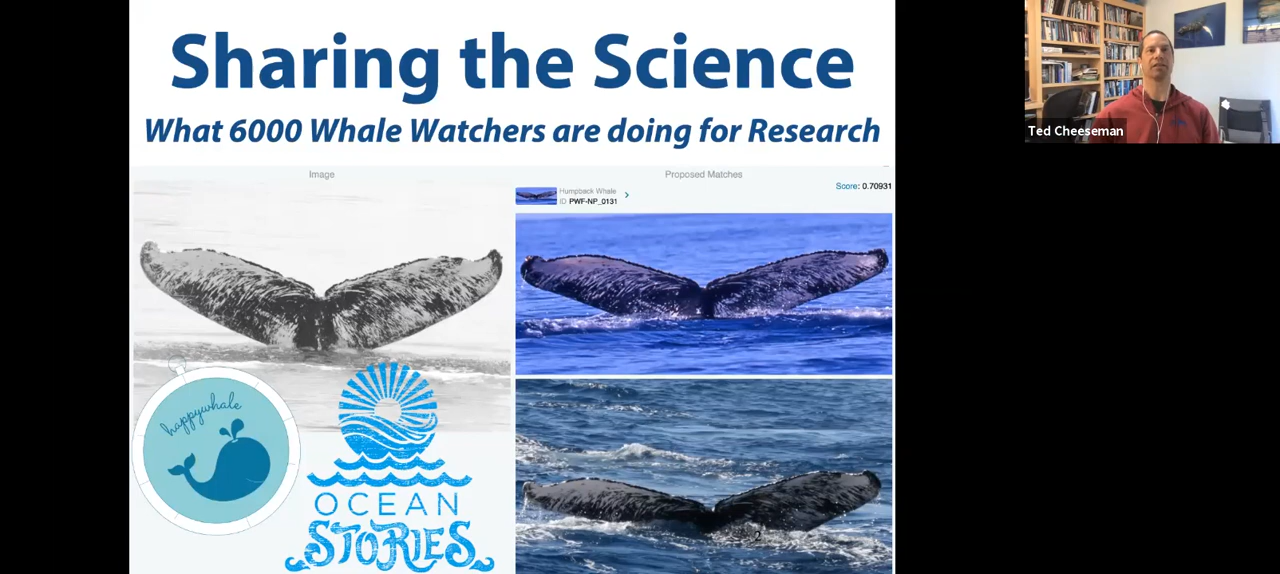 Sharing the Science
What 6000 Whale Watchers are doing for Research
Image
Proposed Matches
Humpback Whale
ID PWF-NP_0131
Score: 0.70931
happywhale
OCEAN
STORIES
Ted Cheeseman